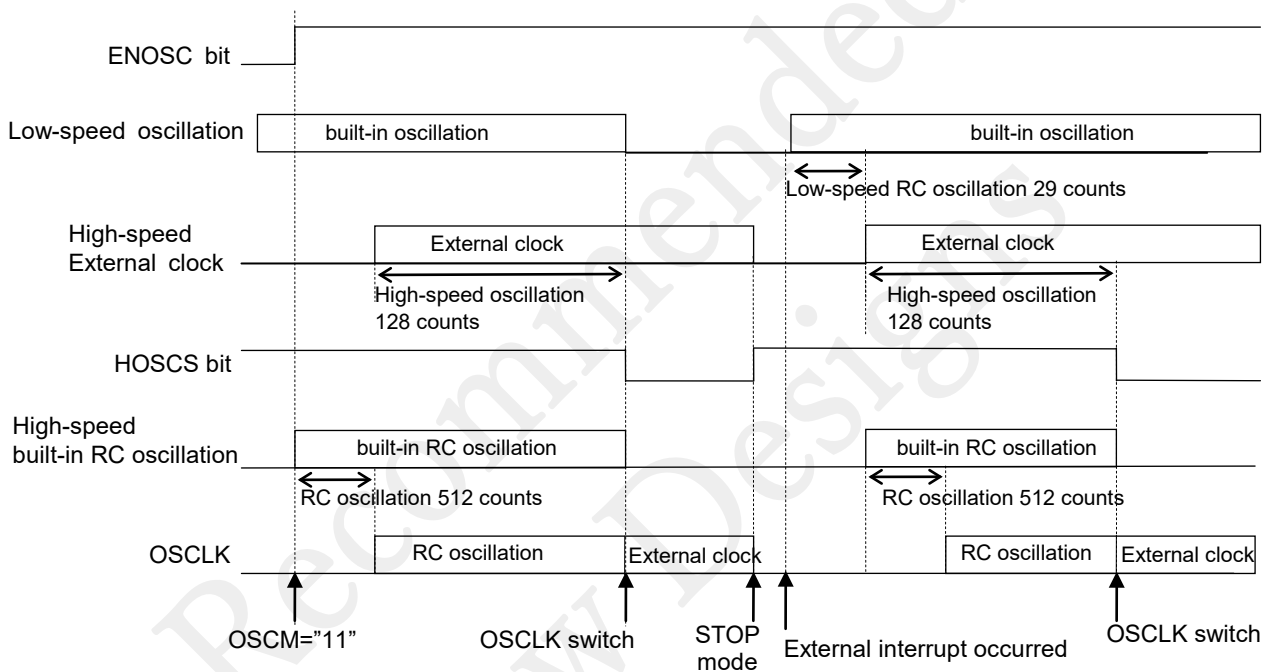 ENOSC bit
Low-speed oscillation
built-in oscillation
built-in oscillation
Low-speed RC oscillation 29 counts
High-speed
External clock
External clock
External clock
High-speed oscillation
128 counts
High-speed oscillation
128 counts
HOSCS bit
High-speed
built-in RC oscillation
built-in RC oscillation
built-in RC oscillation
RC oscillation 512 counts
RC oscillation 512 counts
OSCLK
RC oscillation
External clock
RC oscillation
External clock
OSCM="11"
OSCLK switch
STOP
mode
External interrupt occurred
OSCLK switch
Recommended
w Designs